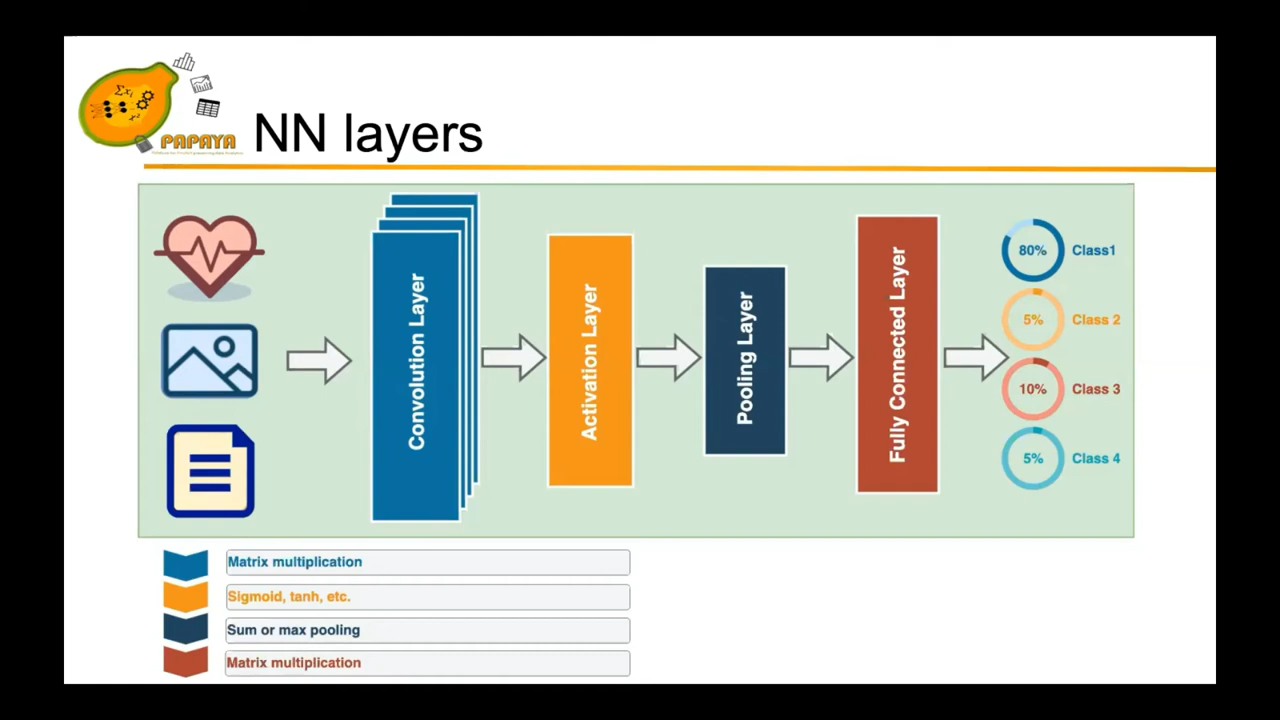 PAPAYA
NN layers
Convolution Layer
Activation Layer
Pooling Layer
Fully Connected Layer
80% Class1
5% Class 2
10% Class 3
5% Class 4
Matrix multiplication
Sigmoid, tanh, etc.
Sum or max pooling
Matrix multiplication